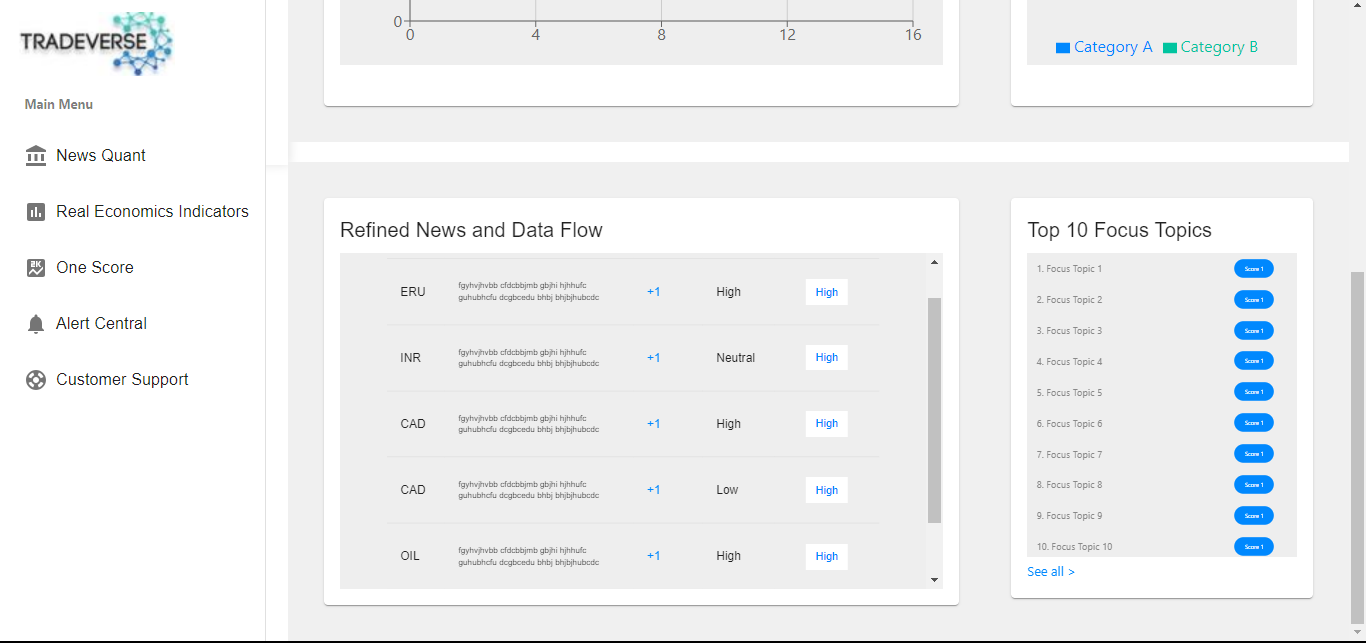 TRADEVERSE
Main Menu
News Quant
Real Economics Indicators
2K
One Score
Alert Central
Customer Support
0
0 4 8 12 16
Category A Category B
Refined News and Data Flow
ERU fgyhvjhvbb cfdcbbjmb gbjhi hjhhufc +1 High High
guhubhcfu dcgbcedu bhbj bhjbjhubcdc
INR fgyhvjhvbb cfdcbbjmb gbjhi hjhhufc +1 Neutral High
guhubhcfu dcgbcedu bhbj bhjbjhubcdc
CAD fgyhvjhvbb cfdcbbjmb gbjhi hjhhufc +1 High High
guhubhcfu dcgbcedu bhbj bhjbjhubcdc
CAD fgyhvjhvbb cfdcbbjmb gbjhi hjhhufc +1 Low High
guhubhcfu dcgbcedu bhbj bhjbjhubcdc
OIL fgyhvjhvbb cfdcbbjmb gbjhi hjhhufc +1 High High
guhubhcfu dcgbcedu bhbj bhjbjhubcdc
Top 10 Focus Topics
1. Focus Topic 1 Score 1
2. Focus Topic 2 Score 1
3. Focus Topic 3 Score 1
4. Focus Topic 4 Score 1
5. Focus Topic 5 Score 1
6. Focus Topic 6 Score 1
7. Focus Topic 7 Score 1
8. Focus Topic 8 Score 1
9. Focus Topic 9 Score 1
10. Focus Topic 10 Score 1
See all >